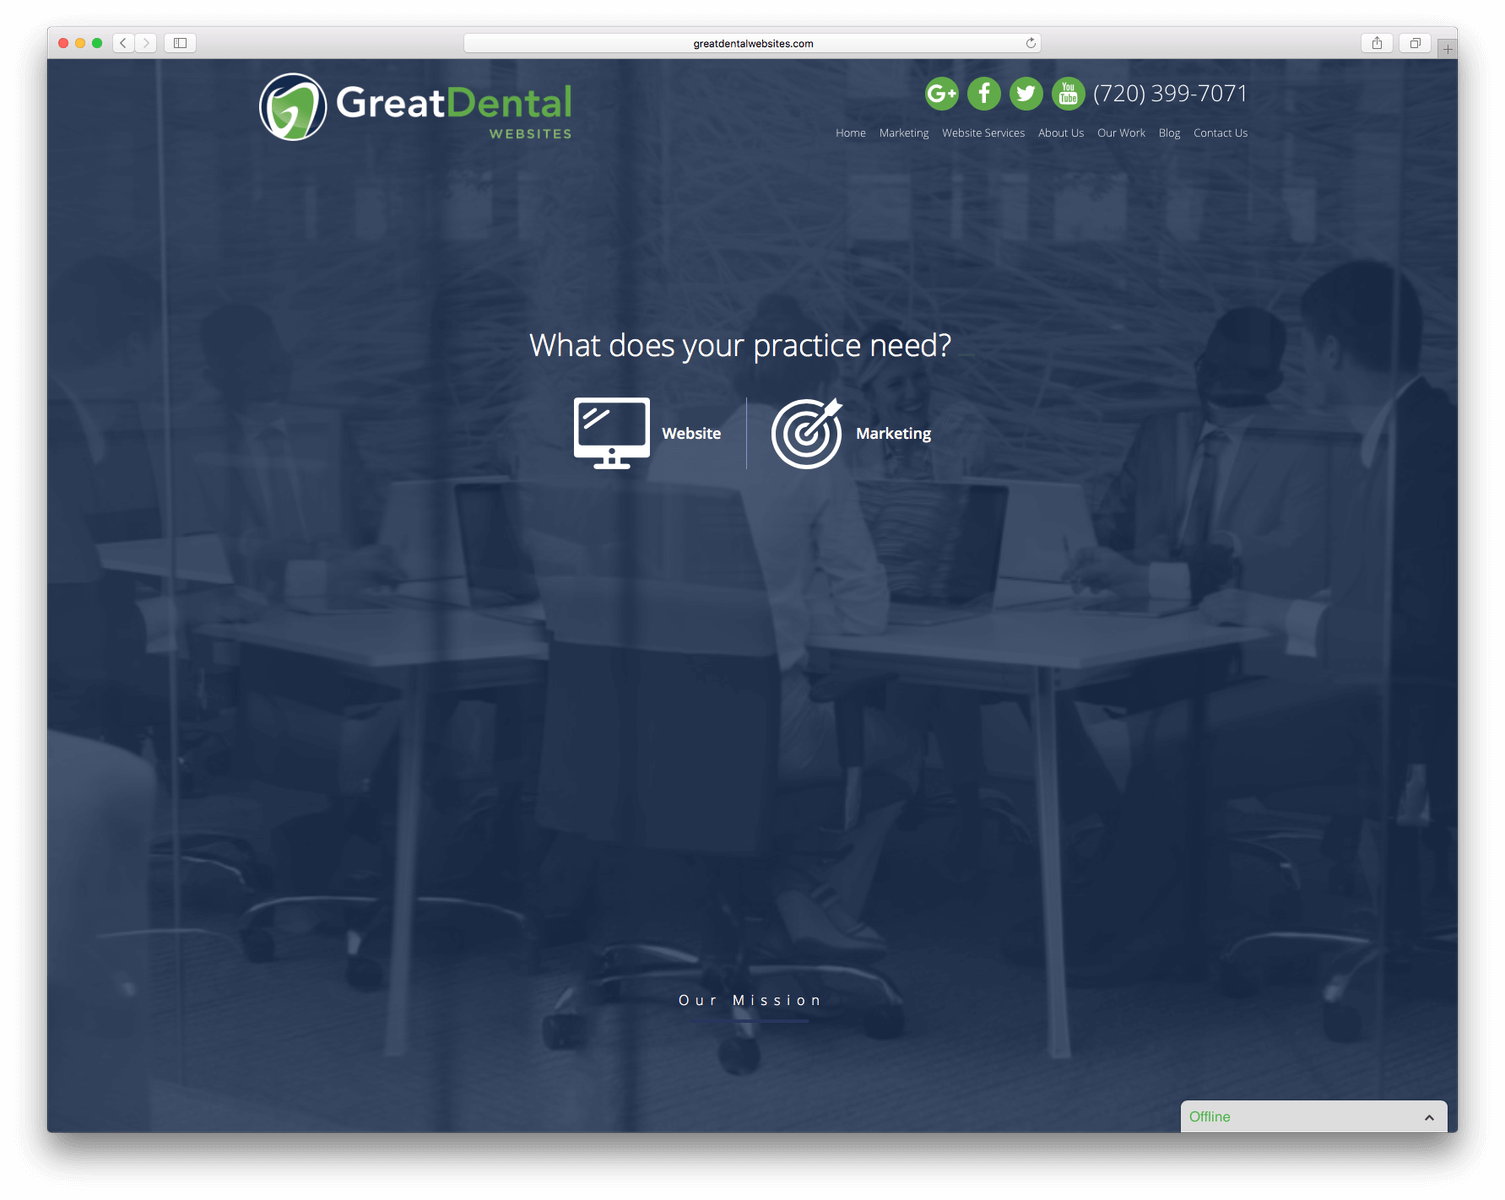 greatdentalwebsites.com
GreatDental
WEBSITES
G+ f You Tube (720) 399-7071
Home Marketing Website Services About Us Our Work Blog Contact Us
What does your practice need?
Website Marketing
Our Mission
Offline